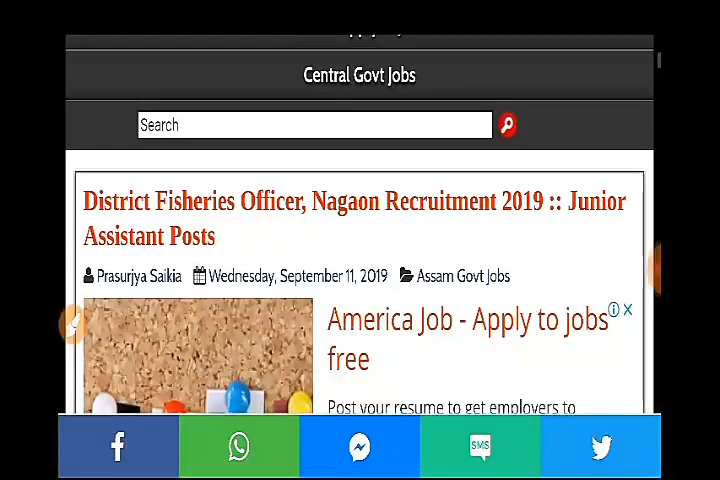 Central Govt Jobs
Search
District Fisheries Officer, Nagaon Recruitment 2019 :: Junior
Assistant Posts
Prasurjya Saikia Wednesday, September 11, 2019 Assam Govt Jobs
America Job - Apply to jobs
free
Post your resume to get employers to
SMS